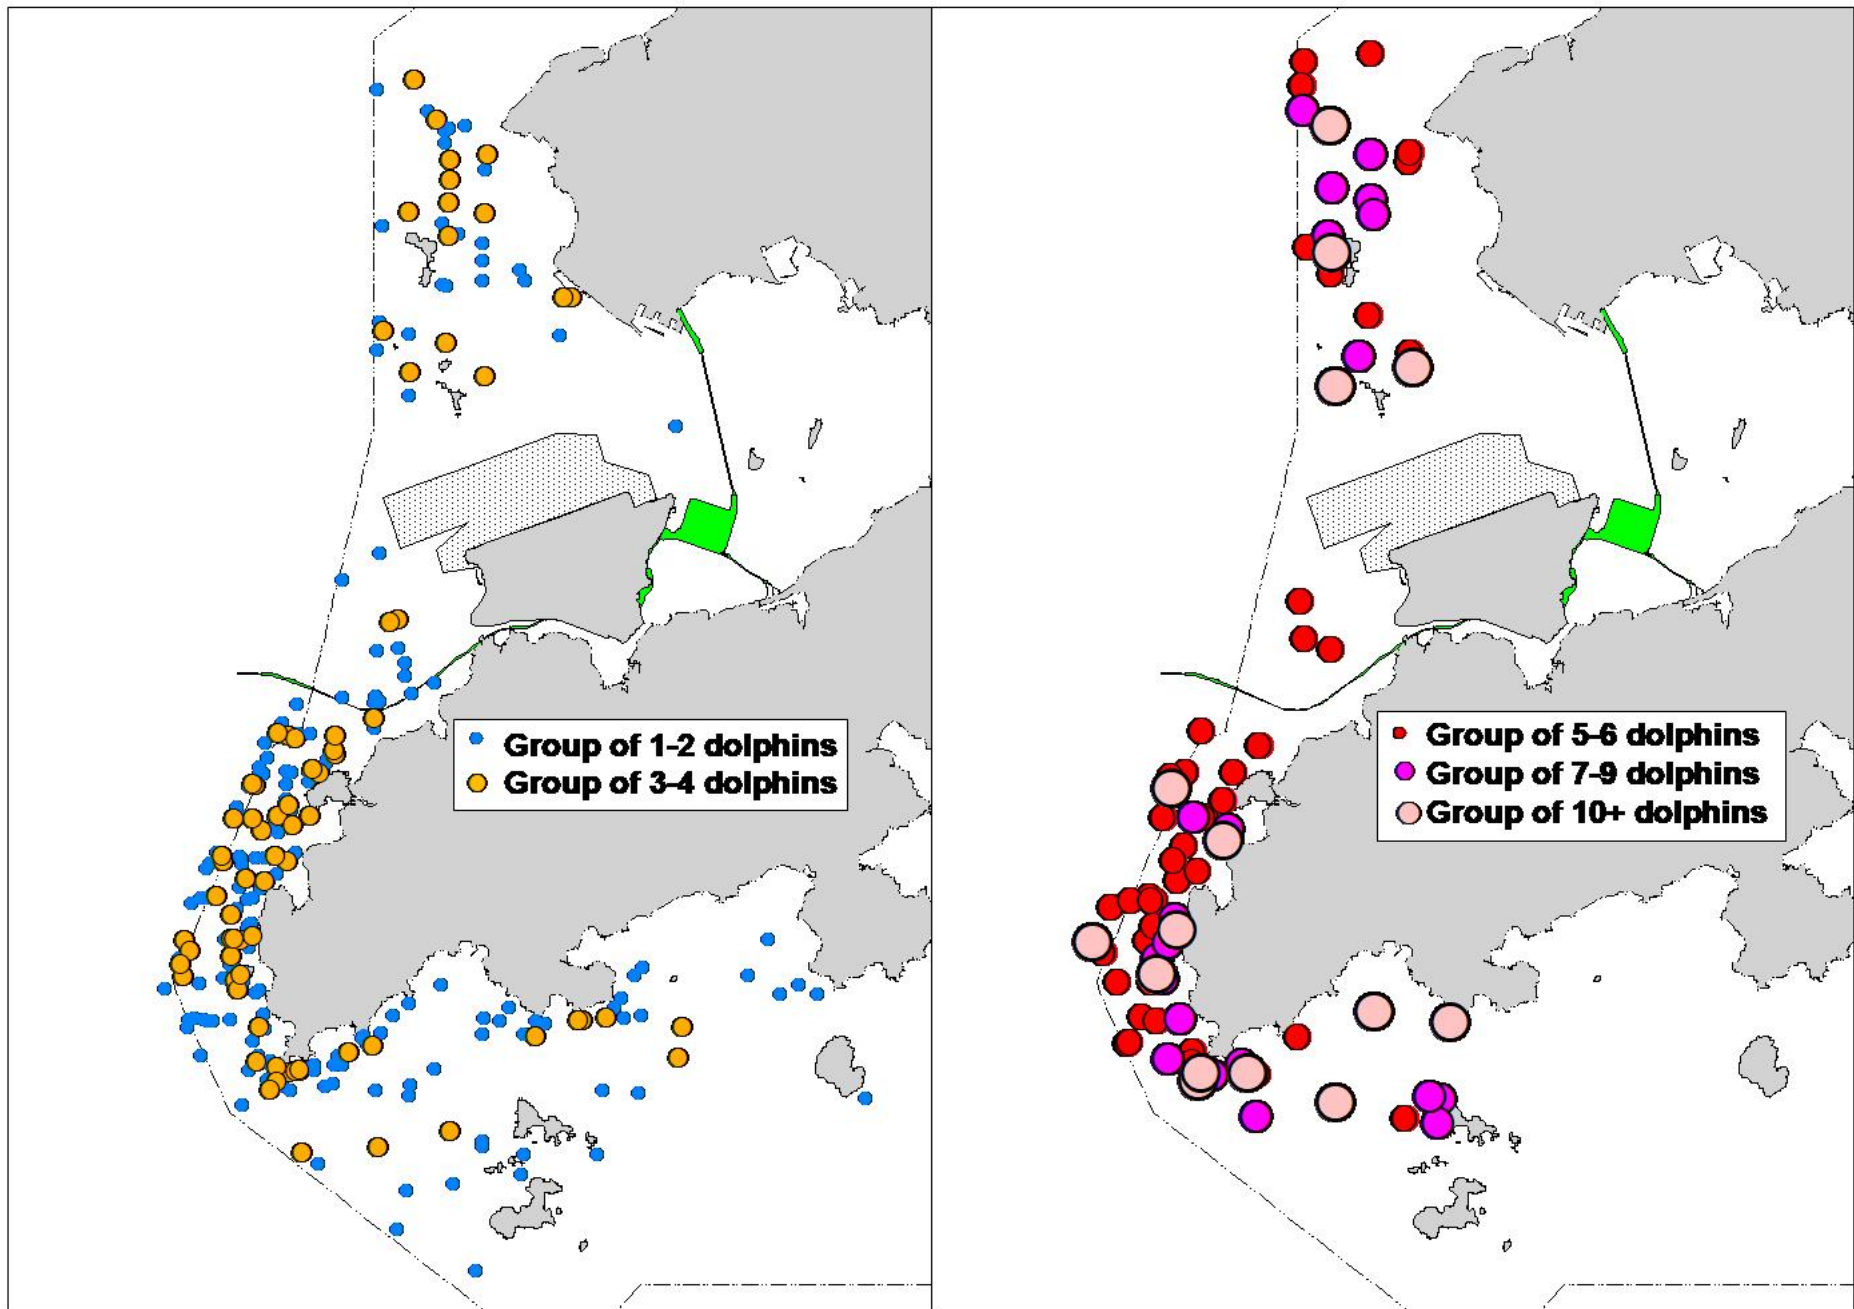 Group of 1-2 dolphins
Group of 3-4 dolphins
Group of 5-6 dolphins
Group of 7-9 dolphins
Group of 10+ dolphins